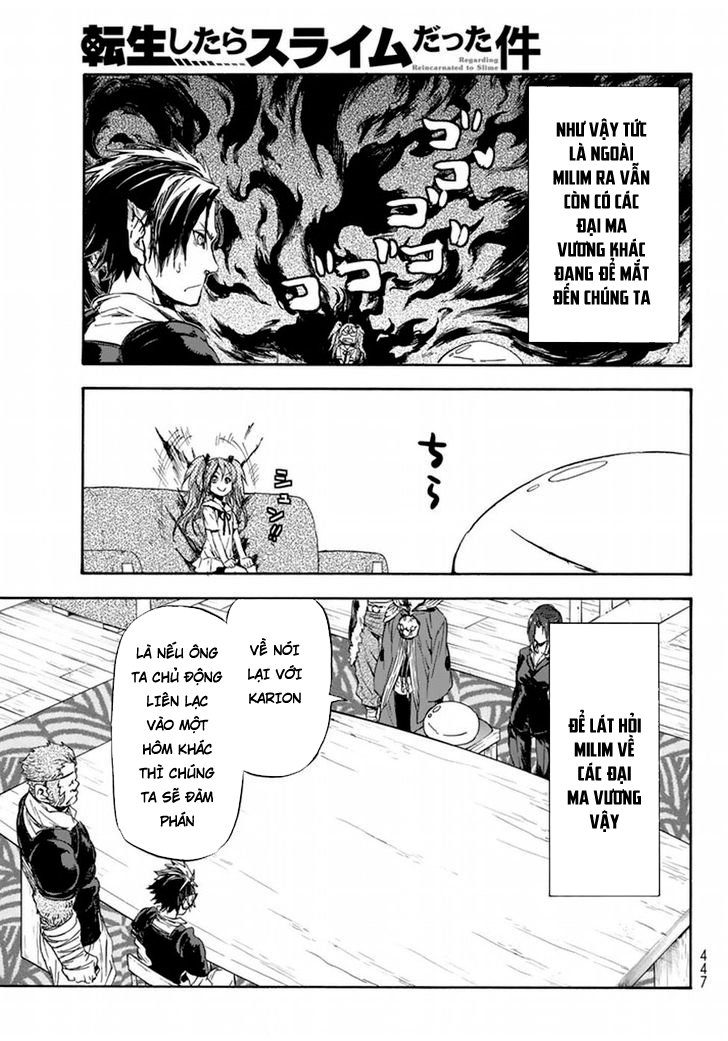 転生したらスライムだった件
Regarding
Reincarnated to Slime
NHƯ VẬY TỨC
LÀ NGOÀI
MILIM RA VẪN
CÒN CÓ CÁC
ĐẠI MA
VƯƠNG KHÁC
ĐANG ĐỂ MẮT
ĐẾN CHÚNG TA
ゴゴゴ
ゴゴゴ
ちら
シュンッ
VỀ NÓI
LẠI VỚI
KARION
LÀ NẾU ÔNG
TA CHỦ ĐỘNG
LIÊN LẠC
VÀO MỘT
HÔM KHÁC
THÌ CHÚNG
TA SẼ ĐÀM
PHÁN
ĐỂ LÁT HỎI
MILIM VỀ
CÁC ĐẠI
MA VƯƠNG
VẬY
447